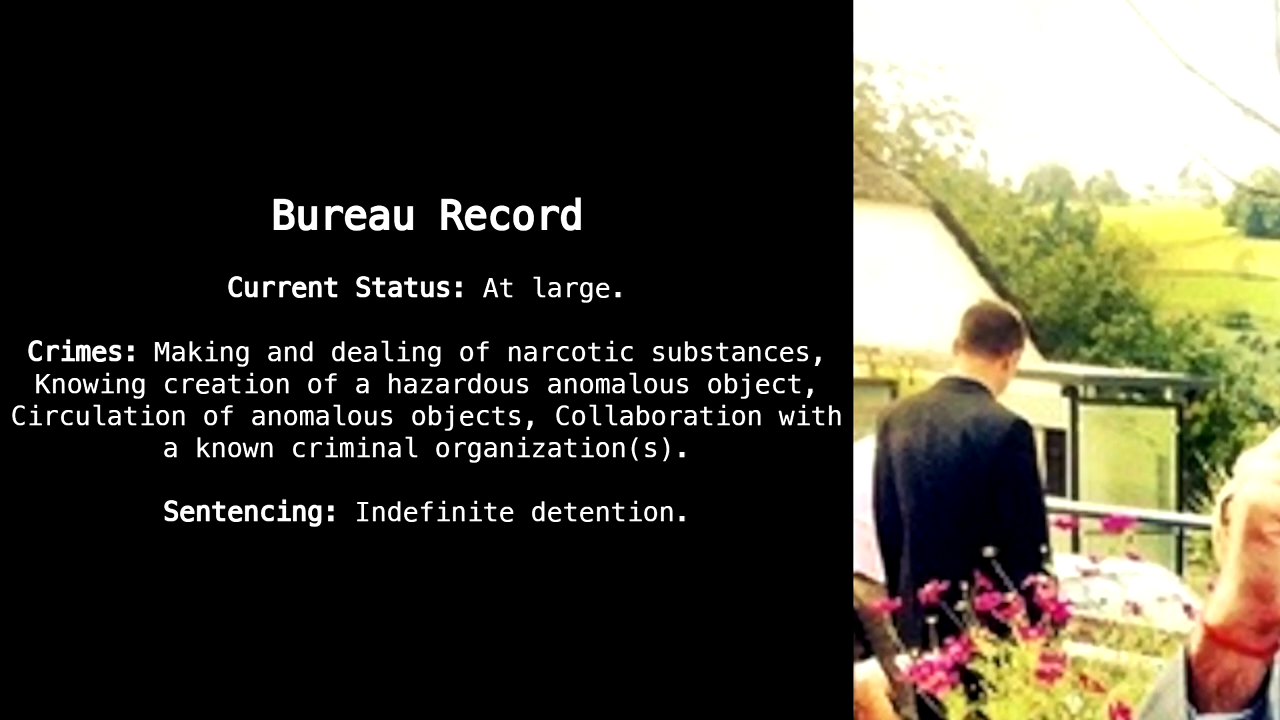 Bureau Record
Current Status: At large.
Crimes: Making and dealing of narcotic substances,
Knowing creation of a hazardous anomalous object,
Circulation of anomalous objects, Collaboration with
a known criminal organization(s).
Sentencing: Indefinite detention.